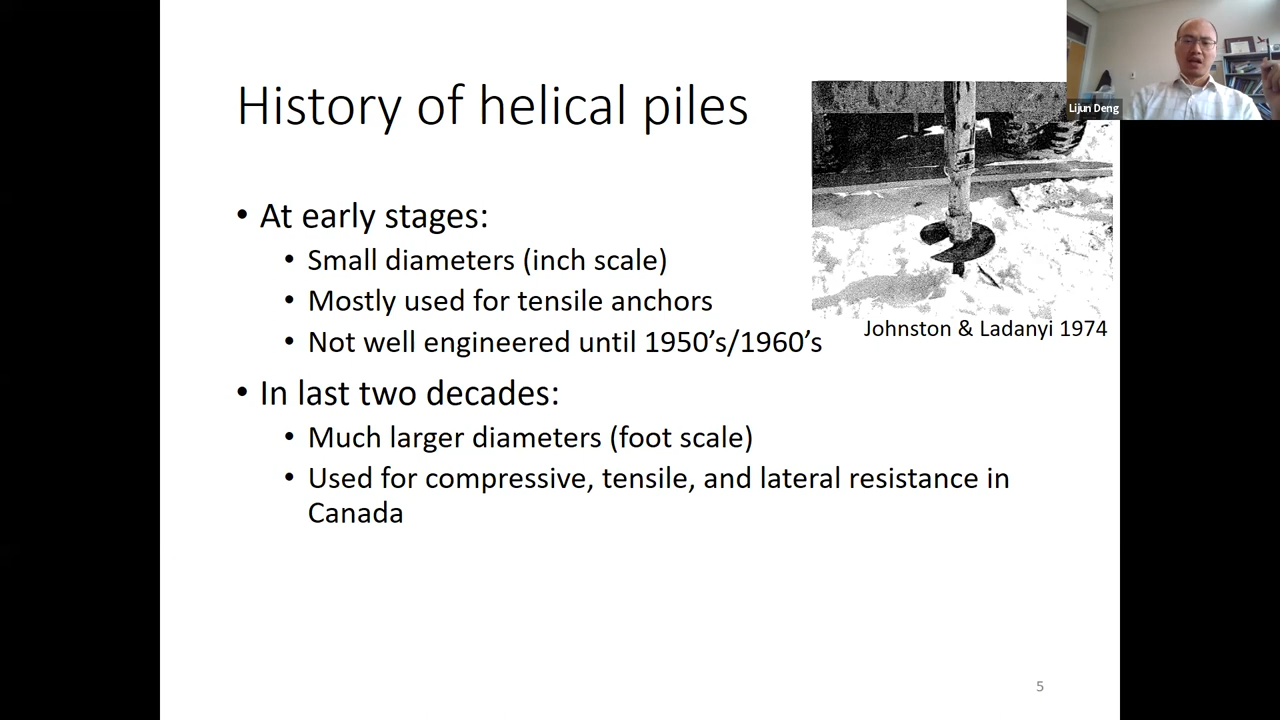 History of helical piles
Lijun Deng
• At early stages:
• Small diameters (inch scale)
• Mostly used for tensile anchors
• Not well engineered until 1950’s/1960’s
Johnston & Ladanyi 1974
• In last two decades:
• Much larger diameters (foot scale)
• Used for compressive, tensile, and lateral resistance in
Canada
5